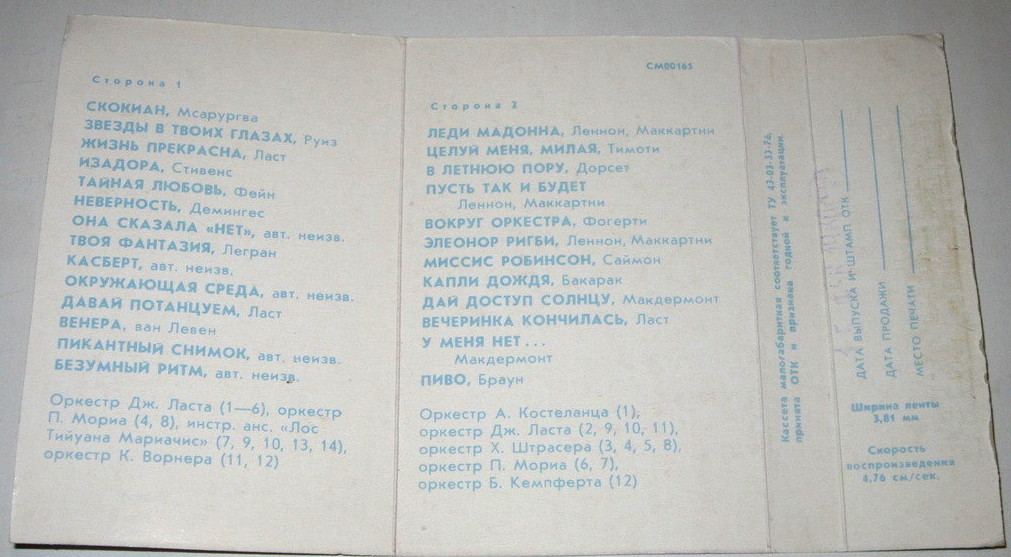 Сторона 1
СКОКИАН, Мсарургва
ЗВЕЗДЫ В ТВОИХ ГЛАЗАХ, Руиз
ЖИЗНЬ ПРЕКРАСНА, Ласт
ИЗАДОРА, Стивенс
ТАЙНАЯ ЛЮБОВЬ, Фейн
НЕВЕРНОСТЬ, Демингес
ОНА СКАЗАЛА «НЕТ», авт. неизв.
ТВОЯ ФАНТАЗИЯ, Легран
КАСБЕРТ, авт. неизв.
ОКРУЖАЮЩАЯ СРЕДА, авт. неизв.
ДАВАЙ ПОТАНЦУЕМ, Ласт
ВЕНЕРА, ван Левен
ПИКАНТНЫЙ СНИМОК, авт. неизв.
БЕЗУМНЫЙ РИТМ, авт. неизв.
Оркестр Дж. Ласта (1—6), оркестр
П. Мориа (4, 8), инстр. анс. «Лос
Тийуана Мариачис» (7, 9, 10, 13, 14),
оркестр К. Ворнера (11, 12)
СМ00165
Сторона 2
ЛЕДИ МАДОННА, Леннон, Маккартни
ЦЕЛУЙ МЕНЯ, МИЛАЯ, Тимоти
В ЛЕТНЮЮ ПОРУ, Дорсет
ПУСТЬ ТАК И БУДЕТ
Леннон, Маккартни
ВОКРУГ ОРКЕСТРА, Фогерти
ЭЛЕОНОР РИГБИ, Леннон, Маккартни
МИССИС РОБИНСОН, Саймон
КАПЛИ ДОЖДЯ, Бакарак
ДАЙ ДОСТУП СОЛНЦУ, Макдермонт
ВЕЧЕРИНКА КОНЧИЛАСЬ, Ласт
У МЕНЯ НЕТ...
Макдермонт
ПИВО, Браун
Оркестр А. Костеланца (1),
оркестр Дж. Ласта (2, 9, 10, 11),
оркестр Х. Штрасера (3, 4, 5, 8),
оркестр П. Мориа (6, 7),
оркестр Б. Кемпферта (12)
Кассета малогабаритная соответствует ТУ 43-03-33-76,
принята ОТК и признана годной к эксплуатации.
ДАТА ВЫПУСКА И ШТАМП ОТК
ДАТА ПРОДАЖИ
МЕСТО ПЕЧАТИ
Ширина ленты
3,81 мм
Скорость
воспроизведения
4,76 см/сек.